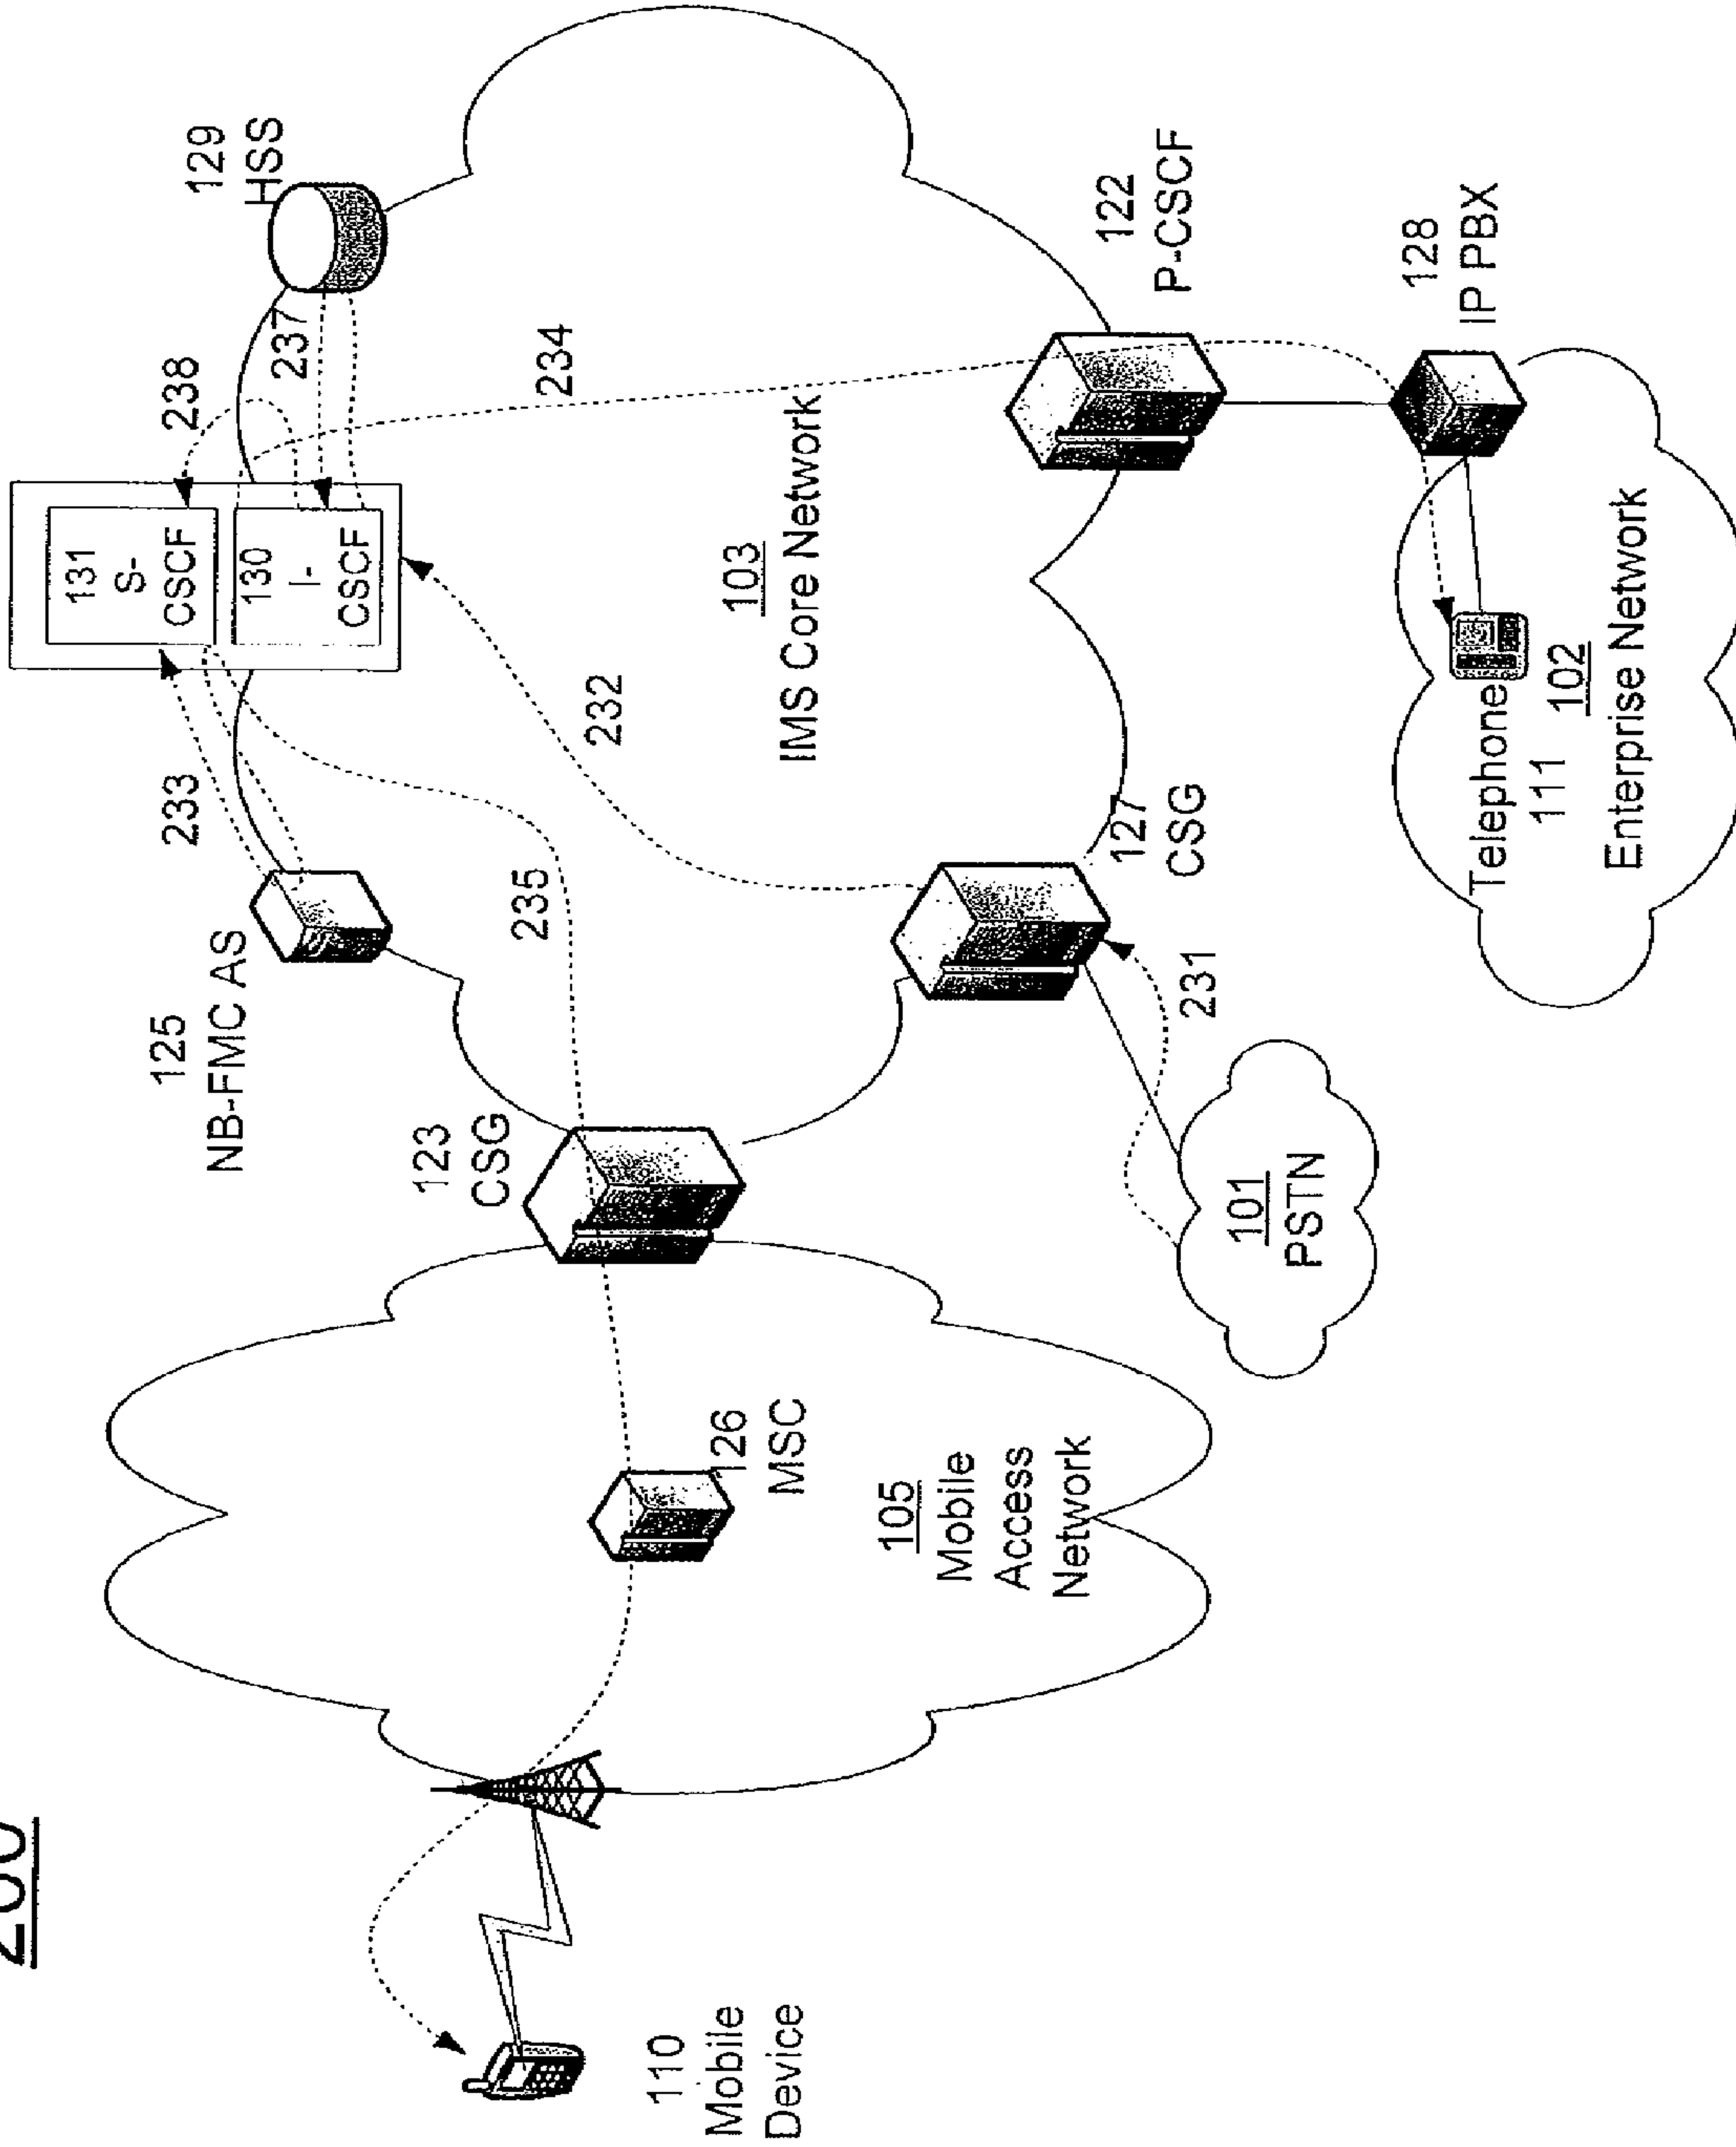 131
S-
CSCF
130
I-
CSCF
125
NB-FMC AS
233
238
129
HSS
237
123
CSG
235
232
234
110
Mobile
Device
126
MSC
105
Mobile
Access
Network
103
IMS Core Network
127
CSG
122
P-CSCF
231
101
PSTN
128
IP PBX
Telephone
111
102
Enterprise Network